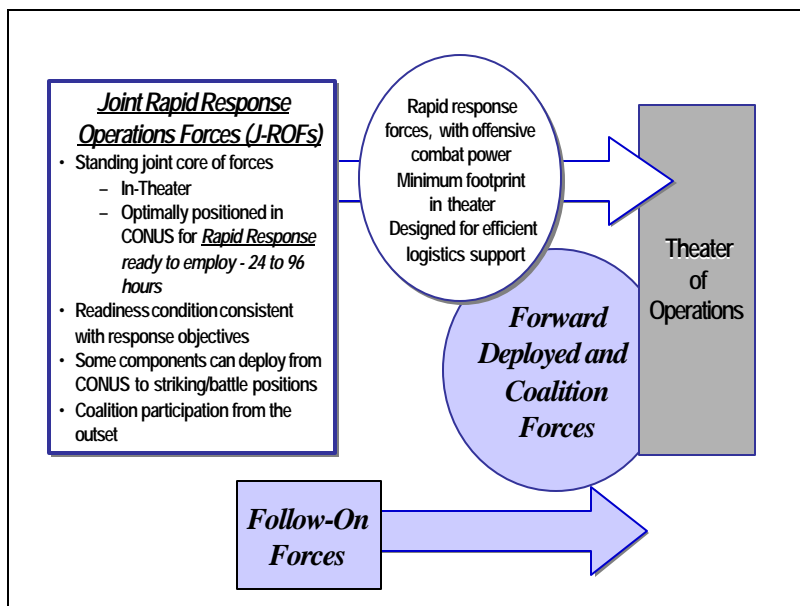 Joint Rapid Response
Operations Forces (J-ROFs)
• Standing joint core of forces
– In-Theater
– Optimally positioned in
CONUS for Rapid Response
ready to employ - 24 to 96
hours
• Readiness condition consistent
with response objectives
• Some components can deploy from
CONUS to striking/battle positions
• Coalition participation from the
outset
Rapid response
forces, with offensive
combat power
Minimum footprint
in theater
Designed for efficient
logistics support
Forward
Deployed and
Coalition
Forces
Theater
of
Operations
Follow-On
Forces